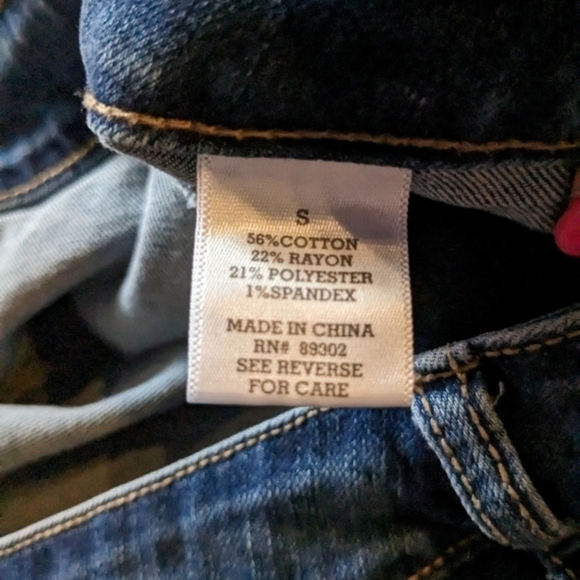 S
56%COTTON
22% RAYON
21% POLYESTER
1%SPANDEX
MADE IN CHINA
RN# 89302
SEE REVERSE
FOR CARE